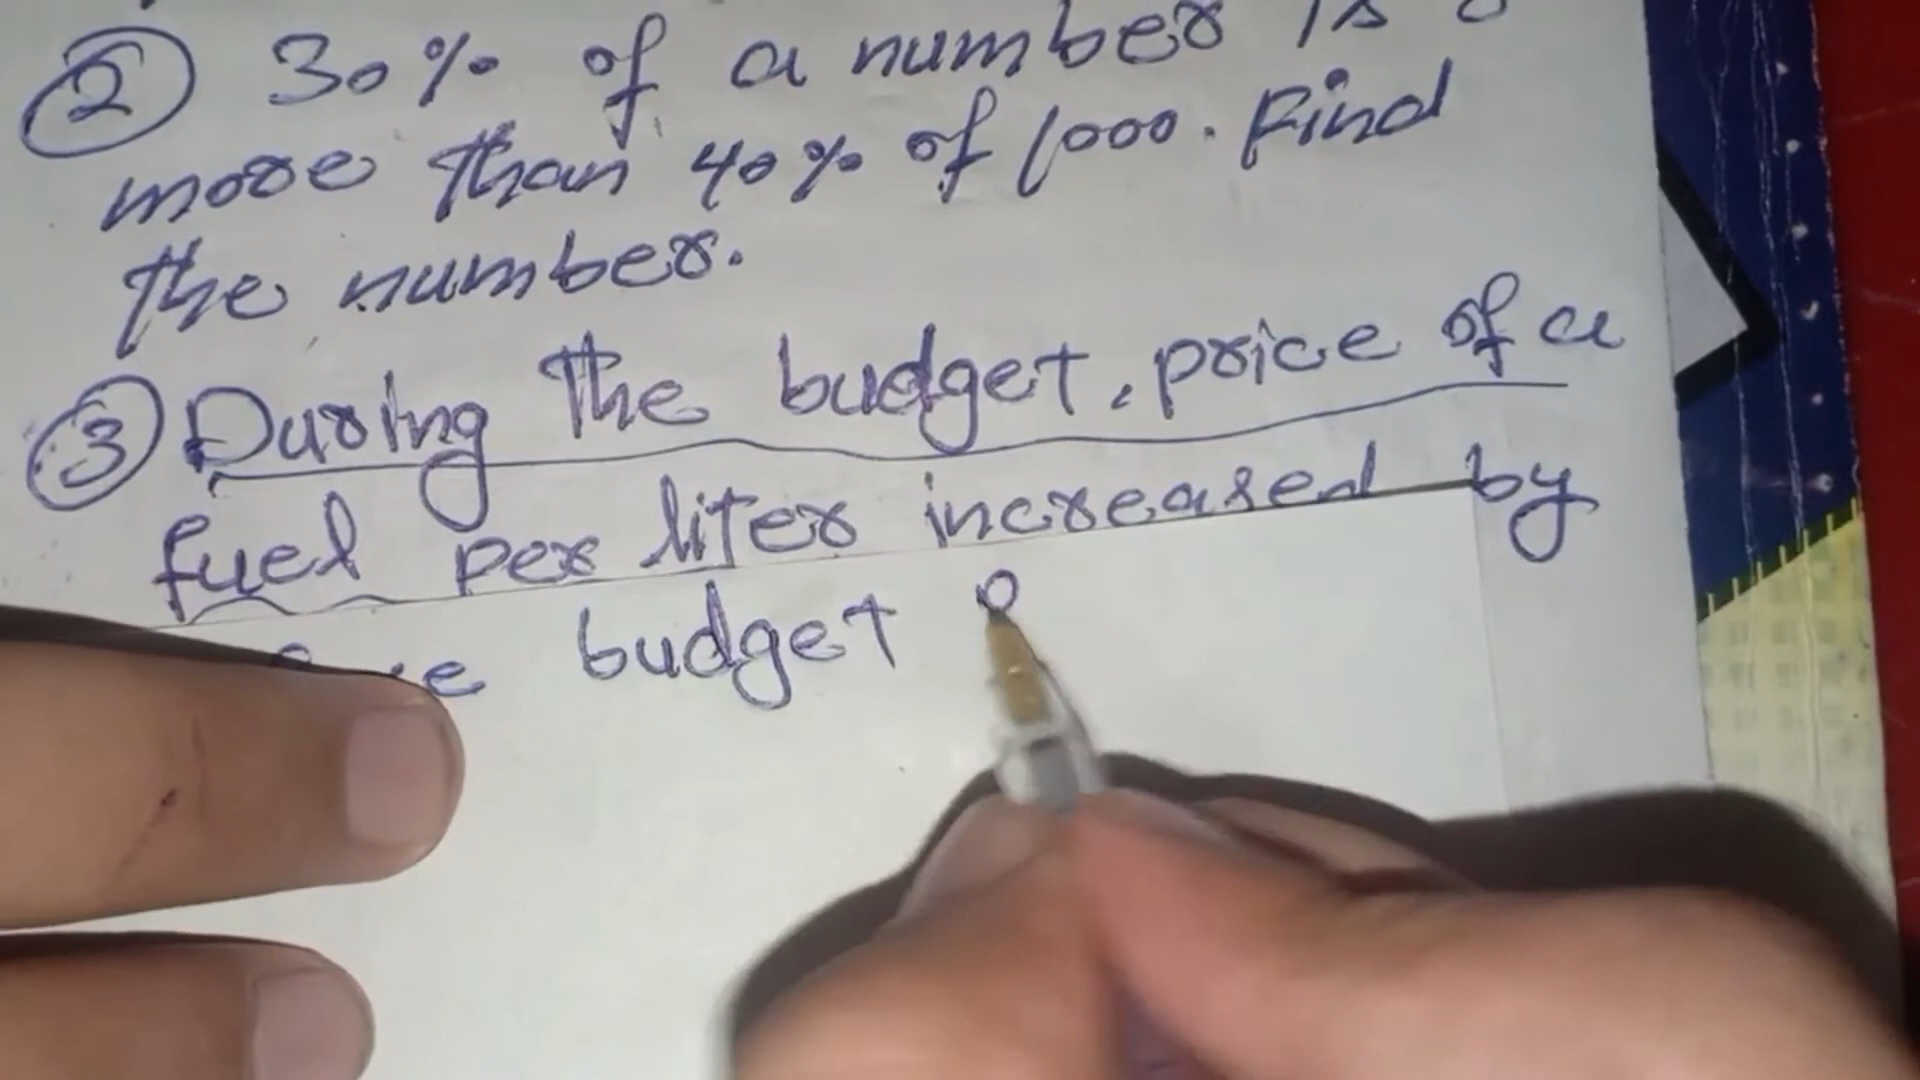 ② 30% of a number is
more than 40% of 1000. Find
the number.
③ During the budget, price of a
fuel per liter increased by
budget